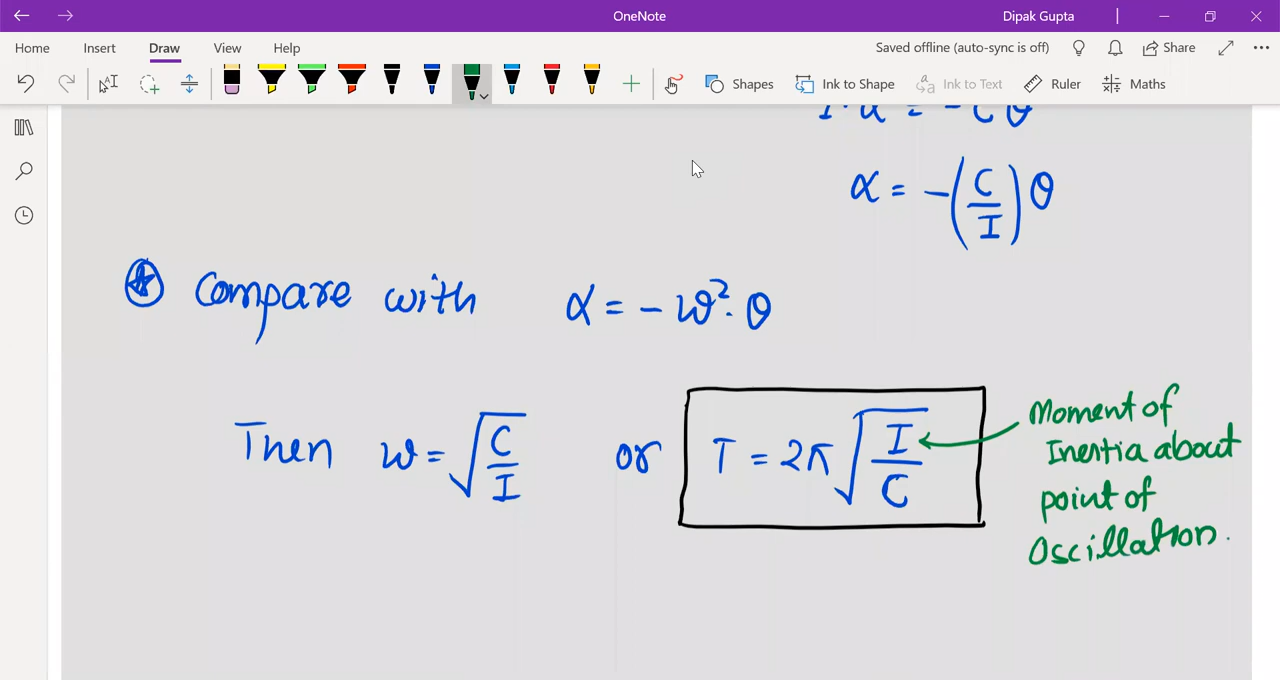 OneNote
Dipak Gupta
Home Insert Draw View Help
Saved offline (auto-sync is off)
Share
Shapes
Ink to Shape
Ink to Text
Ruler
Maths
I·α = -Cθ
α = -(C/I)θ
Compare with α = -ω²·θ
Then ω = √(C/I) or T = 2π√(I/C)
Moment of
Inertia about
point of
Oscillation.